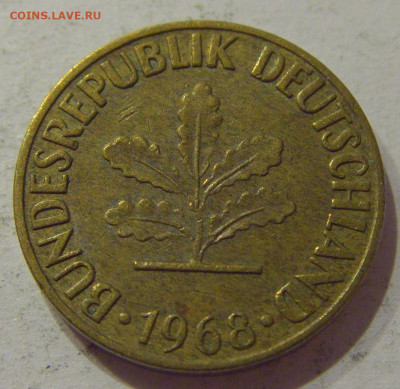 COINS.LAVE.RU
BUNDESREPUBLIK DEUTSCHLAND
· 1968 ·